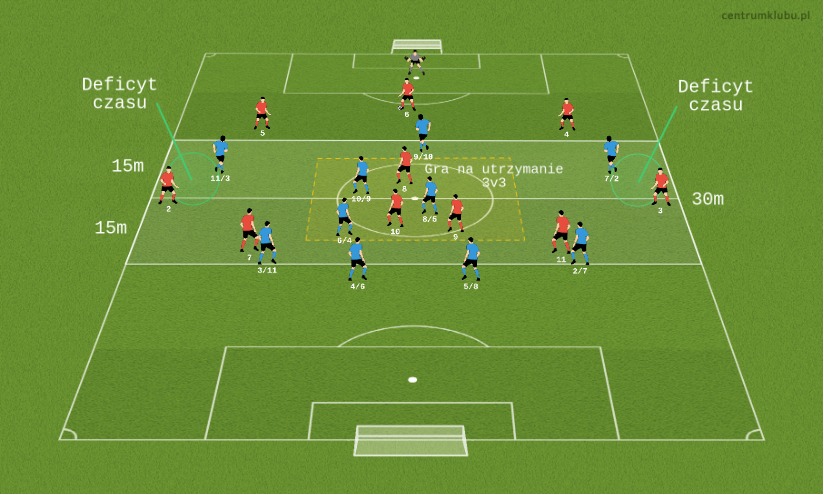 centrumklubu.pl
Deficyt
czasu
Deficyt
czasu
6
5
4
9/10
15m
11/3
7/2
Gra na utrzymanie
3v3
8
10/9
2
3
30m
8/5
15m
6/4
10
9
7
11
3/11
2/7
4/6
5/8